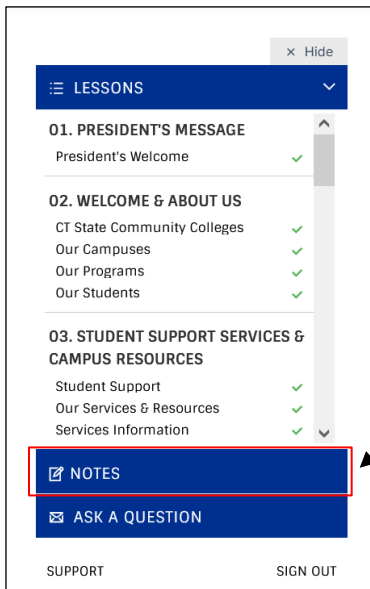 × Hide
LESSONS
01. PRESIDENT'S MESSAGE
President's Welcome
02. WELCOME & ABOUT US
CT State Community Colleges
Our Campuses
Our Programs
Our Students
03. STUDENT SUPPORT SERVICES &
CAMPUS RESOURCES
Student Support
Our Services & Resources
Services Information
NOTES
ASK A QUESTION
SUPPORT SIGN OUT